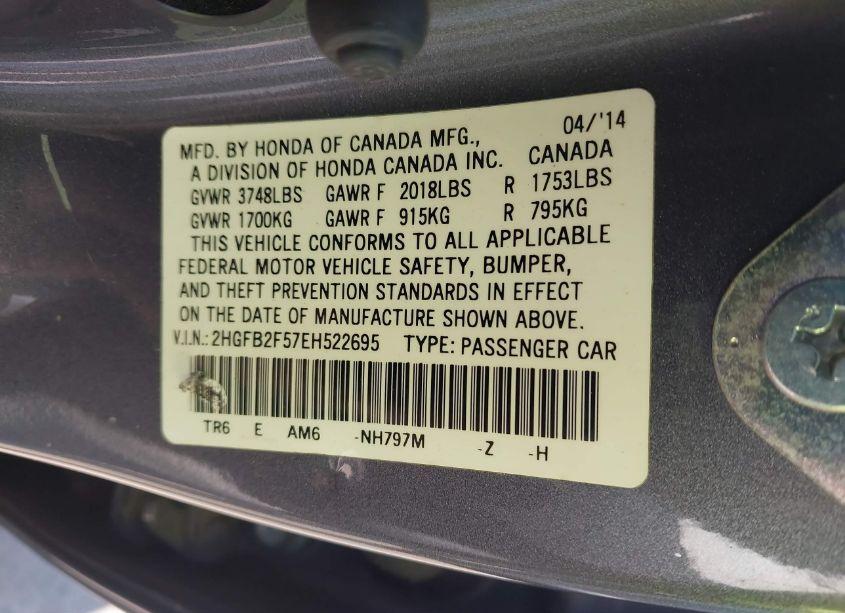 04/'14
MFD. BY HONDA OF CANADA MFG.,
A DIVISION OF HONDA CANADA INC. CANADA
GVWR 3748LBS GAWR F 2018LBS R 1753LBS
GVWR 1700KG GAWR F 915KG R 795KG
THIS VEHICLE CONFORMS TO ALL APPLICABLE
FEDERAL MOTOR VEHICLE SAFETY, BUMPER,
AND THEFT PREVENTION STANDARDS IN EFFECT
ON THE DATE OF MANUFACTURE SHOWN ABOVE.
V.I.N.: 2HGFB2F57EH522695 TYPE: PASSENGER CAR
TR6 E AM6 -NH797M -Z -H